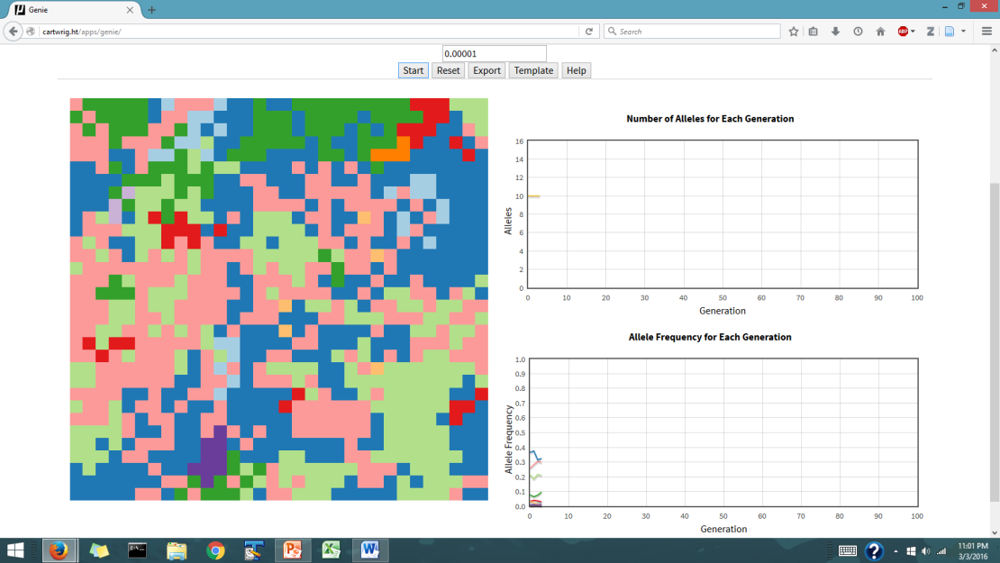 Genie
cartwrig.ht/apps/genie/
Search
ABP
Z
0.00001
Start Reset Export Template Help
Number of Alleles for Each Generation
16
14
12
10
8
6
4
2
0
Alleles
0 10 20 30 40 50 60 70 80 90 100
Generation
Allele Frequency for Each Generation
1.0
0.9
0.8
0.7
0.6
0.5
0.4
0.3
0.2
0.1
0.0
Allele Frequency
0 10 20 30 40 50 60 70 80 90 100
Generation
11:01 PM
3/3/2016